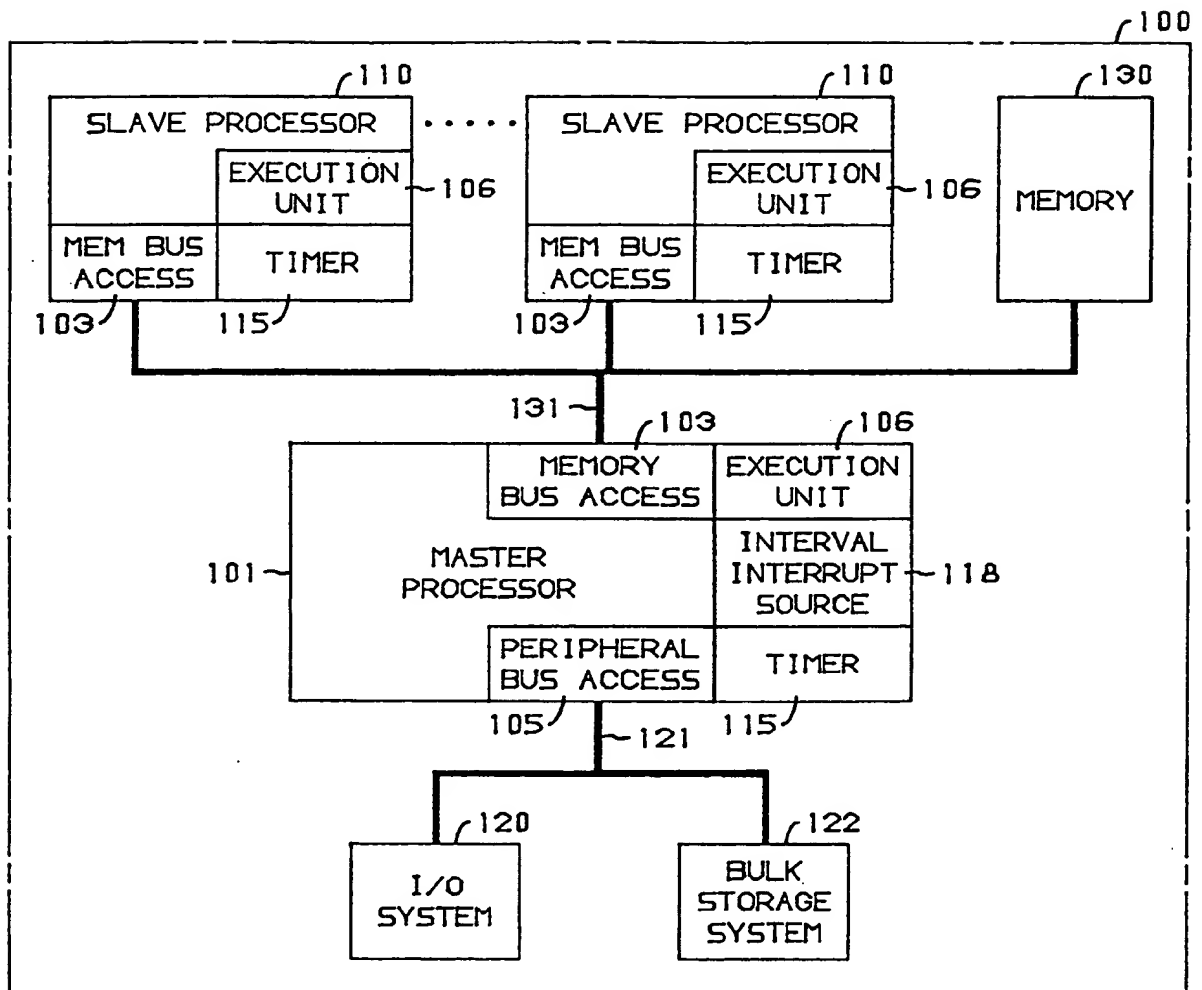 100
110
110
130
SLAVE PROCESSOR
.....
SLAVE PROCESSOR
EXECUTION
UNIT
106
EXECUTION
UNIT
106
MEMORY
MEM BUS
ACCESS
TIMER
MEM BUS
ACCESS
TIMER
103
115
103
115
131
103
106
MEMORY
BUS ACCESS
EXECUTION
UNIT
101
MASTER
PROCESSOR
INTERVAL
INTERRUPT
SOURCE
118
PERIPHERAL
BUS ACCESS
TIMER
105
121
115
120
122
I/O
SYSTEM
BULK
STORAGE
SYSTEM